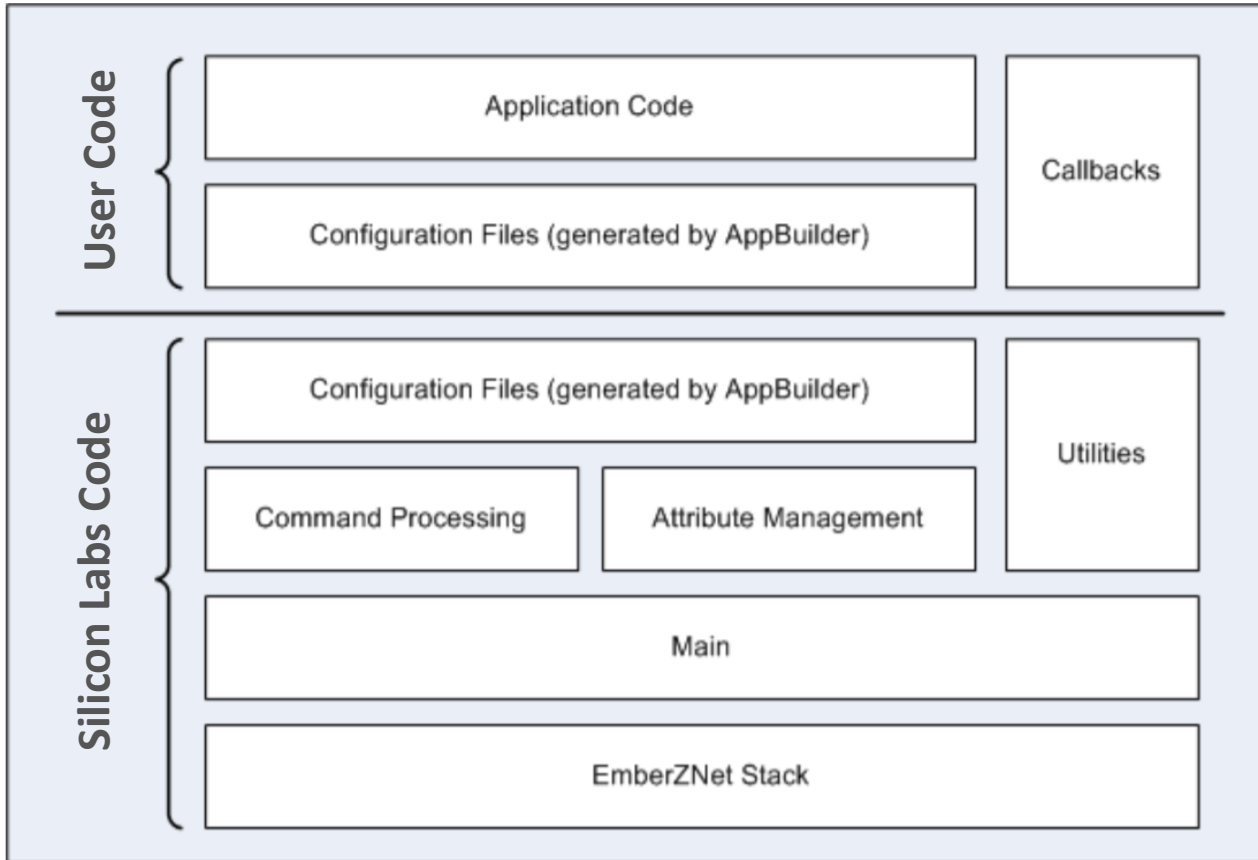 User Code
Application Code
Callbacks
Configuration Files (generated by AppBuilder)
Silicon Labs Code
Configuration Files (generated by AppBuilder)
Utilities
Command Processing
Attribute Management
Main
EmberZNet Stack